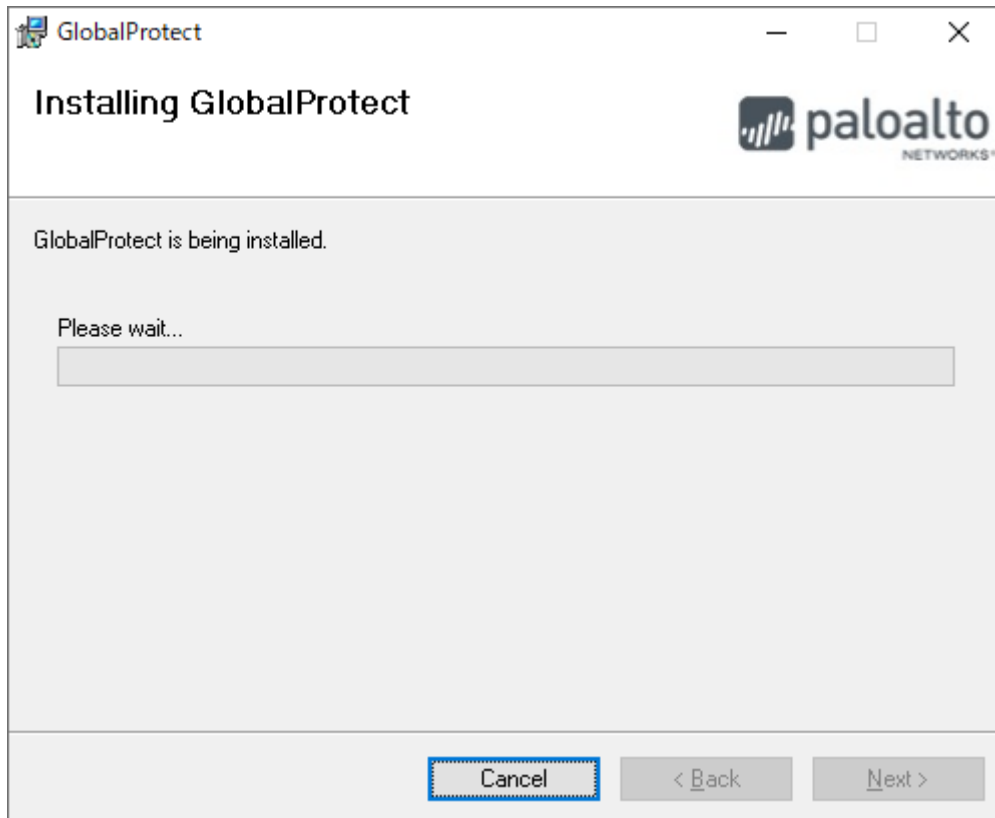 GlobalProtect
Installing GlobalProtect
paloalto
NETWORKS
GlobalProtect is being installed.
Please wait...
Cancel
< Back
Next >